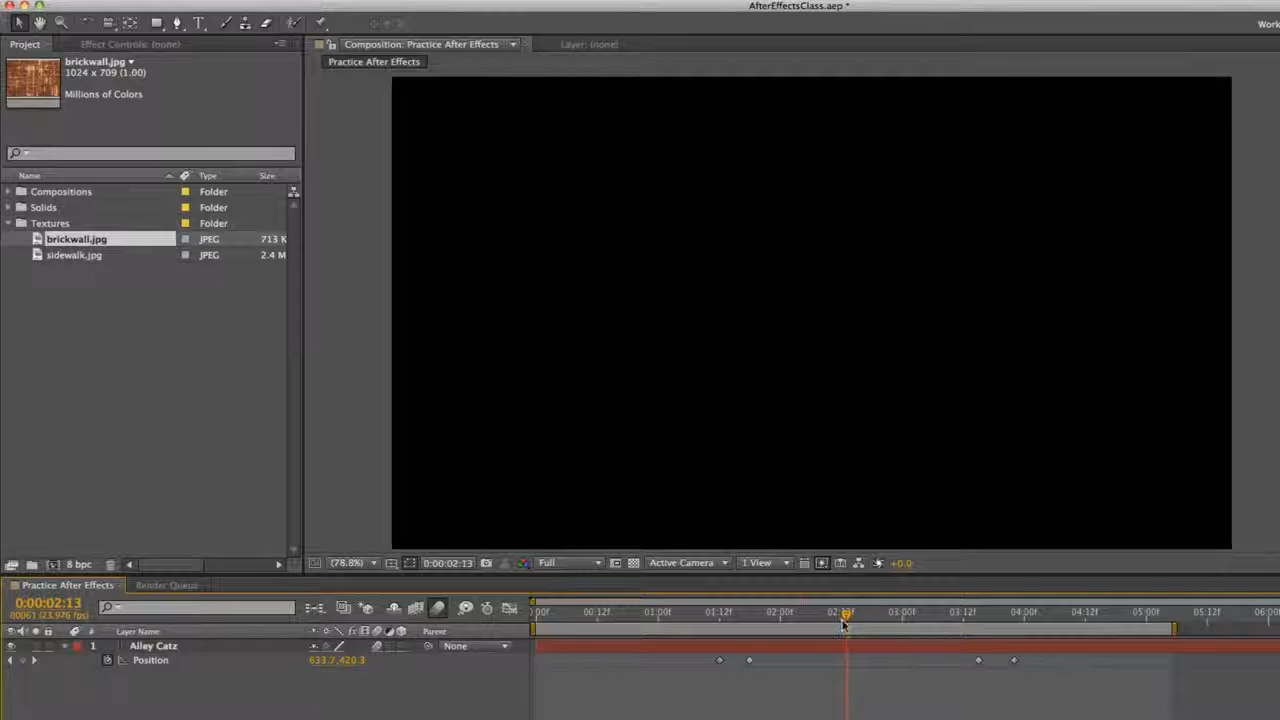 AfterEffectsClass.aep *
T
Work
Project
Effect Controls: (none)
Composition: Practice After Effects
Layer: (none)
Practice After Effects
brickwall.jpg
1024 x 709 (1.00)
Millions of Colors
Name Type Size
Compositions Folder
Solids Folder
Textures Folder
brickwall.jpg JPEG 713 K
sidewalk.jpg JPEG 2.4 M
8 bpc
(78.8%)
0:00:02:13
Full
Active Camera
1 View
+0.0
Practice After Effects
Render Queue
0:00:02:13
80061 (23.976 fps)
:00f 00:12f 01:00f 01:12f 02:00f 03:00f 03:12f 04:00f 04:12f 05:00f 05:12f 06:0
# Layer Name Parent
1 Alley Catz None
Position 633.7,420.3